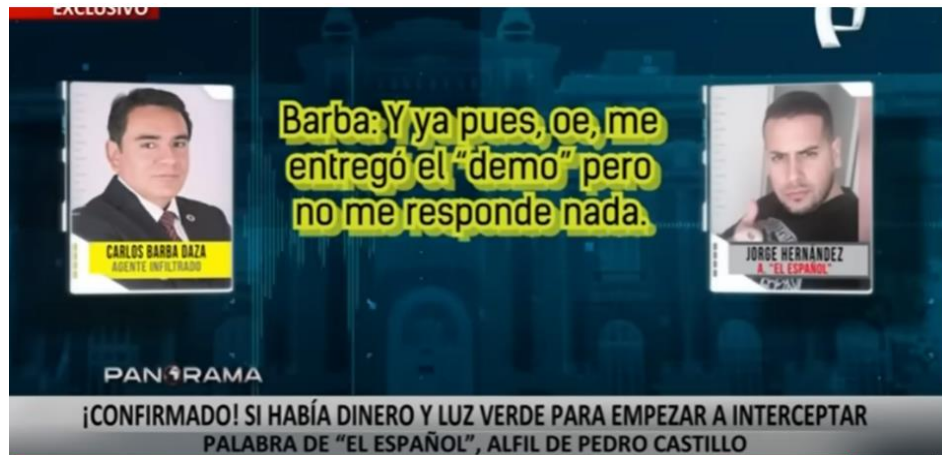 EXCLUSIVO
Barba: Y ya pues, oe, me
entregó el “demo” pero
no me responde nada.
CARLOS BARBA DAZA
AGENTE INFILTRADO
JORGE HERNÁNDEZ
A. "EL ESPAÑOL"
PANORAMA
¡CONFIRMADO! SI HABÍA DINERO Y LUZ VERDE PARA EMPEZAR A INTERCEPTAR
PALABRA DE “EL ESPAÑOL”, ALFIL DE PEDRO CASTILLO